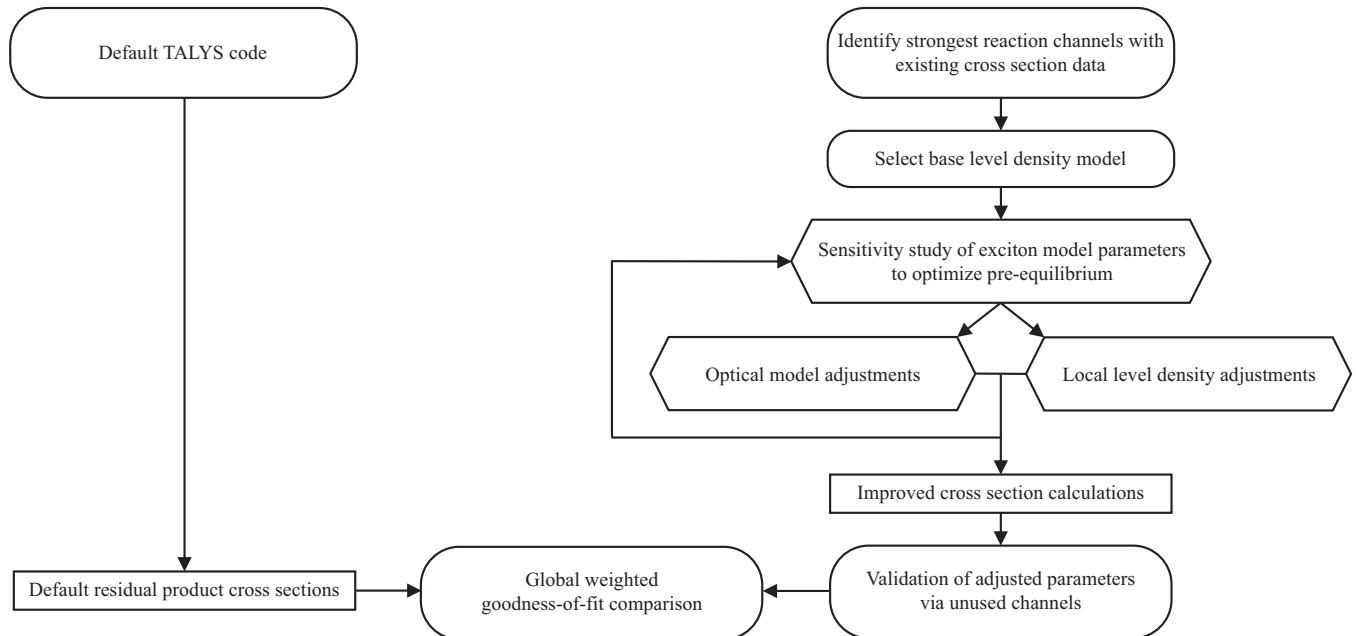 Default TALYS code
Identify strongest reaction channels with
existing cross section data
Select base level density model
Sensitivity study of exciton model parameters
to optimize pre-equilibrium
Optical model adjustments
Local level density adjustments
Improved cross section calculations
Default residual product cross sections
Global weighted
goodness-of-fit comparison
Validation of adjusted parameters
via unused channels